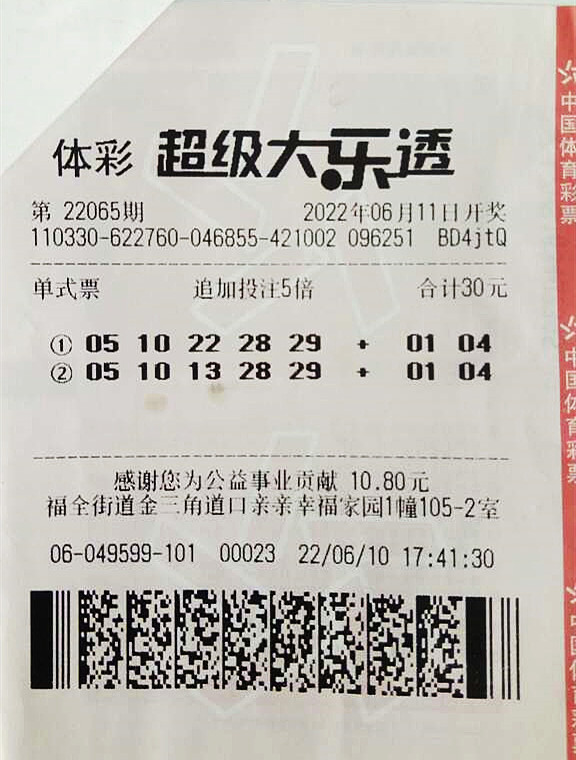 体彩 超级大乐透
第 22065期 2022年06月11日开奖
110330-622760-046855-421002 096251 BD4jtQ
单式票 追加投注5倍 合计30元
① 05 10 22 28 29 + 01 04
② 05 10 13 28 29 + 01 04
感谢您为公益事业贡献 10.80元
福全街道金三角道口亲亲幸福家园1幢105-2室
06-049599-101 00023 22/06/10 17:41:30
中国体育彩票
中国体育彩票
中国体育